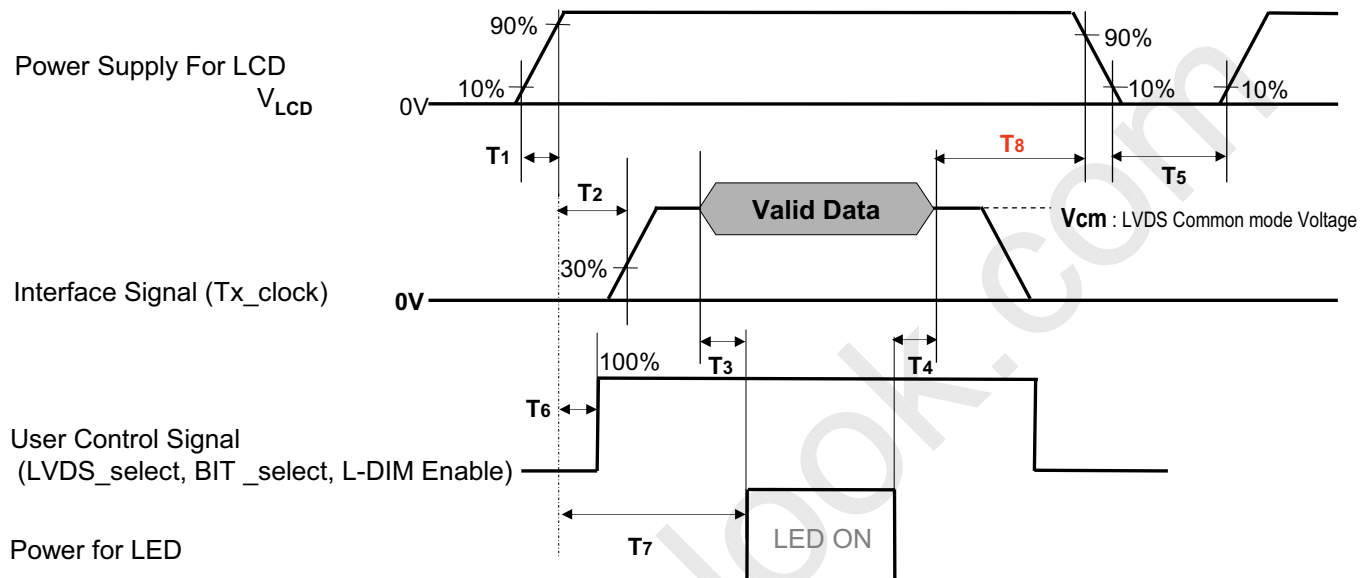 90%
90%
Power Supply For LCD
10%
10%
10%
VLCD
0V
T1
T8
T5
T2
Valid Data
Vcm : LVDS Common mode Voltage
30%
Interface Signal (Tx_clock)
0V
T3
T4
100%
T6
User Control Signal
(LVDS_select, BIT _select, L-DIM Enable)
T7
LED ON
Power for LED
look.com